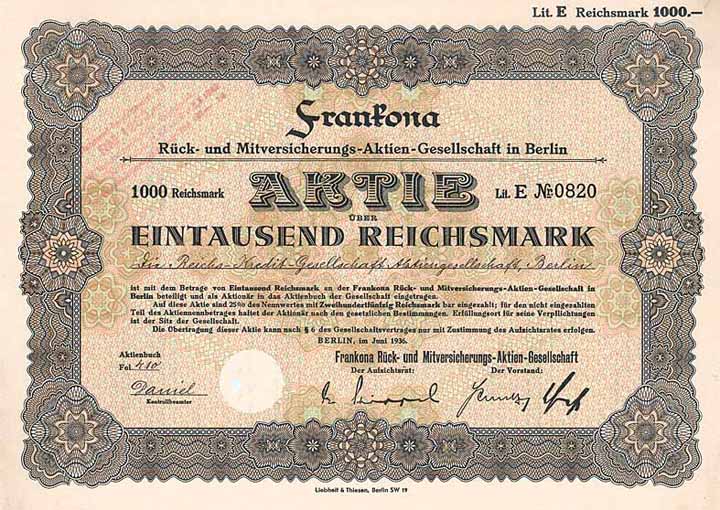 Lit. E Reichsmark 1000.—
Frankona
Rück- und Mitversicherungs-Aktien-Gesellschaft in Berlin
1000 Reichsmark AKTIE Lit. E № 0820
ÜBER
EINTAUSEND REICHSMARK
Die Reichs-Kredit-Gesellschaft Aktiengesellschaft, Berlin
ist mit dem Betrage von Eintausend Reichsmark an der Frankona Rück- und Mitversicherungs-Aktien-Gesellschaft in
Berlin beteiligt und als Aktionär in das Aktienbuch der Gesellschaft eingetragen.
Auf diese Aktie sind 25% des Nennwertes mit Zweihundertfünfzig Reichsmark bar eingezahlt; für den nicht eingezahlten
Teil des Aktiennennbetrages haftet der Aktionär nach den gesetzlichen Bestimmungen. Erfüllungsort für seine Verpflichtungen
ist der Sitz der Gesellschaft.
Die Übertragung dieser Aktie kann nach § 6 des Gesellschaftsvertrages nur mit Zustimmung des Aufsichtsrates erfolgen.
BERLIN, im Juni 1936.
Aktienbuch Frankona Rück- und Mitversicherungs-Aktien-Gesellschaft
Fol. 410 Der Aufsichtsrat: Der Vorstand:
Daniel
Kontrollbeamter
Liebheit & Thiesen, Berlin SW 19